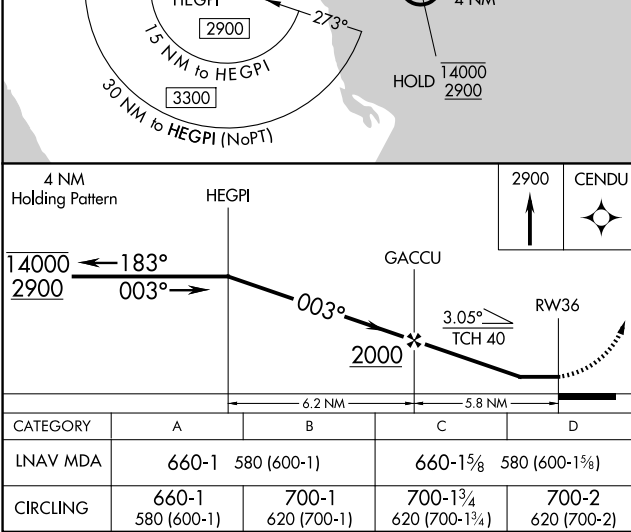 HEGPI
2900
273°
4 NM
15 NM to HEGPI
3300
30 NM to HEGPI (NoPT)
HOLD 14000
2900
4 NM
Holding Pattern
HEGPI
2900
CENDU
14000
2900
183°
003°
003°
GACCU
2000
3.05°
TCH 40
RW36
6.2 NM
5.8 NM
CATEGORY A B C D
LNAV MDA 660-1 580 (600-1) 660-1⅝ 580 (600-1⅝)
CIRCLING 660-1 700-1 700-1¾ 700-2
580 (600-1) 620 (700-1) 620 (700-1¾) 620 (700-2)